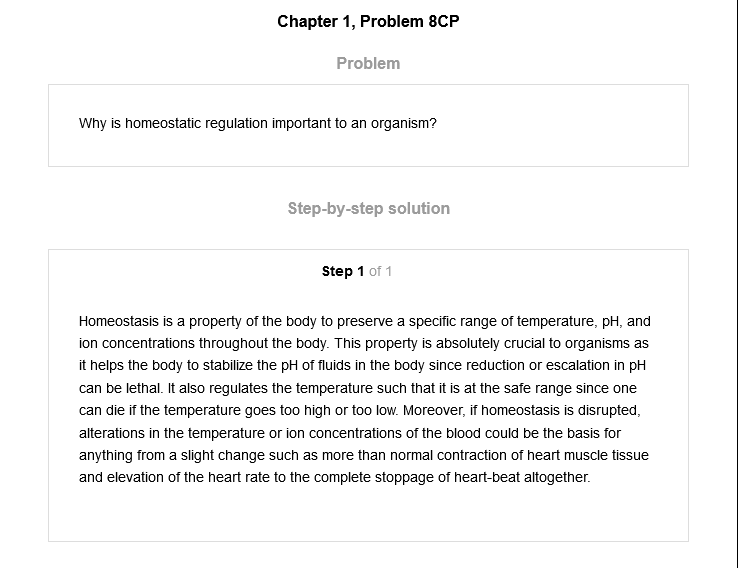 Chapter 1, Problem 8CP
Problem
Why is homeostatic regulation important to an organism?
Step-by-step solution
Step 1 of 1
Homeostasis is a property of the body to preserve a specific range of temperature, pH, and
ion concentrations throughout the body. This property is absolutely crucial to organisms as
it helps the body to stabilize the pH of fluids in the body since reduction or escalation in pH
can be lethal. It also regulates the temperature such that it is at the safe range since one
can die if the temperature goes too high or too low. Moreover, if homeostasis is disrupted,
alterations in the temperature or ion concentrations of the blood could be the basis for
anything from a slight change such as more than normal contraction of heart muscle tissue
and elevation of the heart rate to the complete stoppage of heart-beat altogether.